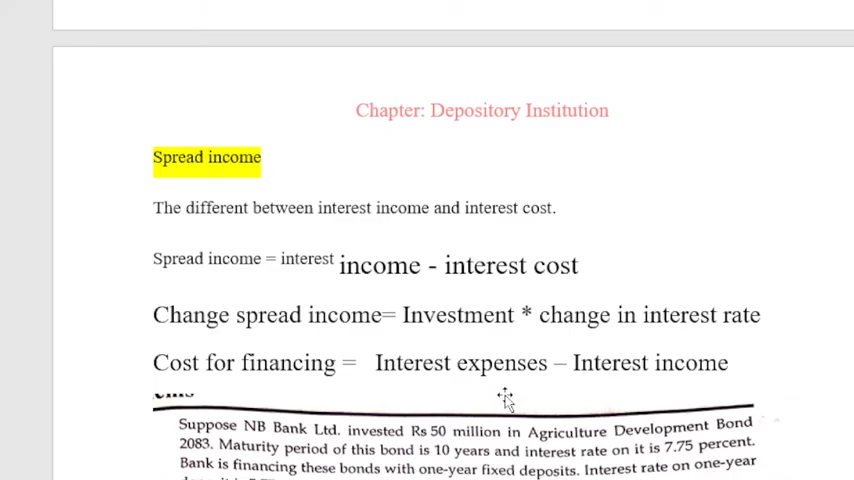 Chapter: Depository Institution
Spread income
The different between interest income and interest cost.
Spread income = interest income - interest cost
Change spread income= Investment * change in interest rate
Cost for financing = Interest expenses – Interest income
Suppose NB Bank Ltd. invested Rs 50 million in Agriculture Development Bond
2083. Maturity period of this bond is 10 years and interest rate on it is 7.75 percent.
Bank is financing these bonds with one-year fixed deposits. Interest rate on one-year